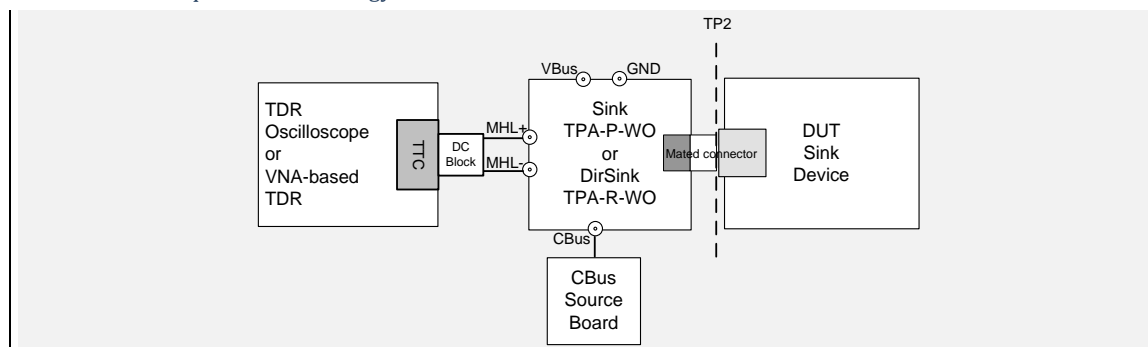 TP2
VBus
GND
TDR
Oscilloscope
or
VNA-based
TDR
TTC
DC
Block
MHL+
MHL-
Sink
TPA-P-WO
or
DirSink
TPA-R-WO
Mated connector
DUT
Sink
Device
CBus
CBus
Source
Board